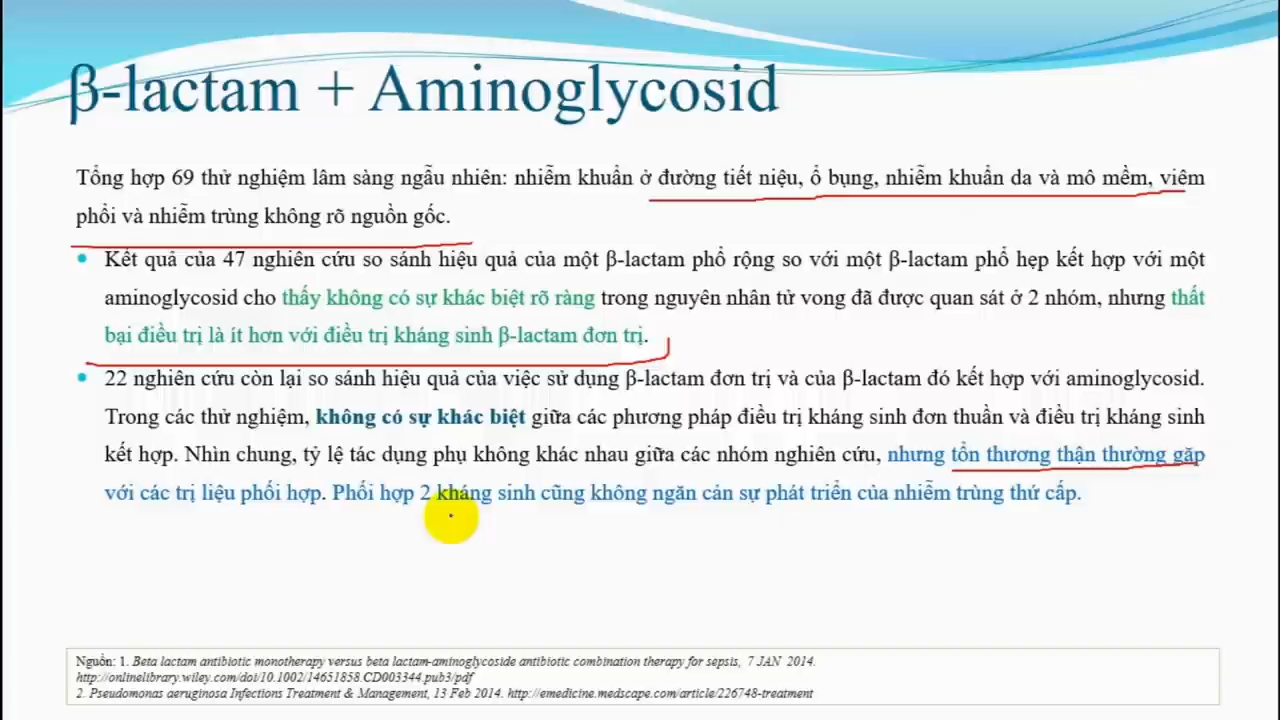 β-lactam + Aminoglycosid
Tổng hợp 69 thử nghiệm lâm sàng ngẫu nhiên: nhiễm khuẩn ở đường tiết niệu, ổ bụng, nhiễm khuẩn da và mô mềm, viêm
phổi và nhiễm trùng không rõ nguồn gốc.
• Kết quả của 47 nghiên cứu so sánh hiệu quả của một β-lactam phổ rộng so với một β-lactam phổ hẹp kết hợp với một
aminoglycosid cho thấy không có sự khác biệt rõ ràng trong nguyên nhân tử vong đã được quan sát ở 2 nhóm, nhưng thất
bại điều trị là ít hơn với điều trị kháng sinh β-lactam đơn trị.
• 22 nghiên cứu còn lại so sánh hiệu quả của việc sử dụng β-lactam đơn trị và của β-lactam đó kết hợp với aminoglycosid.
Trong các thử nghiệm, không có sự khác biệt giữa các phương pháp điều trị kháng sinh đơn thuần và điều trị kháng sinh
kết hợp. Nhìn chung, tỷ lệ tác dụng phụ không khác nhau giữa các nhóm nghiên cứu, nhưng tổn thương thận thường gặp
với các trị liệu phối hợp. Phối hợp 2 kháng sinh cũng không ngăn cản sự phát triển của nhiễm trùng thứ cấp.
Nguồn: 1. Beta lactam antibiotic monotherapy versus beta lactam-aminoglycoside antibiotic combination therapy for sepsis, 7 JAN 2014.
http://onlinelibrary.wiley.com/doi/10.1002/14651858.CD003344.pub3/pdf
2. Pseudomonas aeruginosa Infections Treatment & Management, 13 Feb 2014. http://emedicine.medscape.com/article/226748-treatment